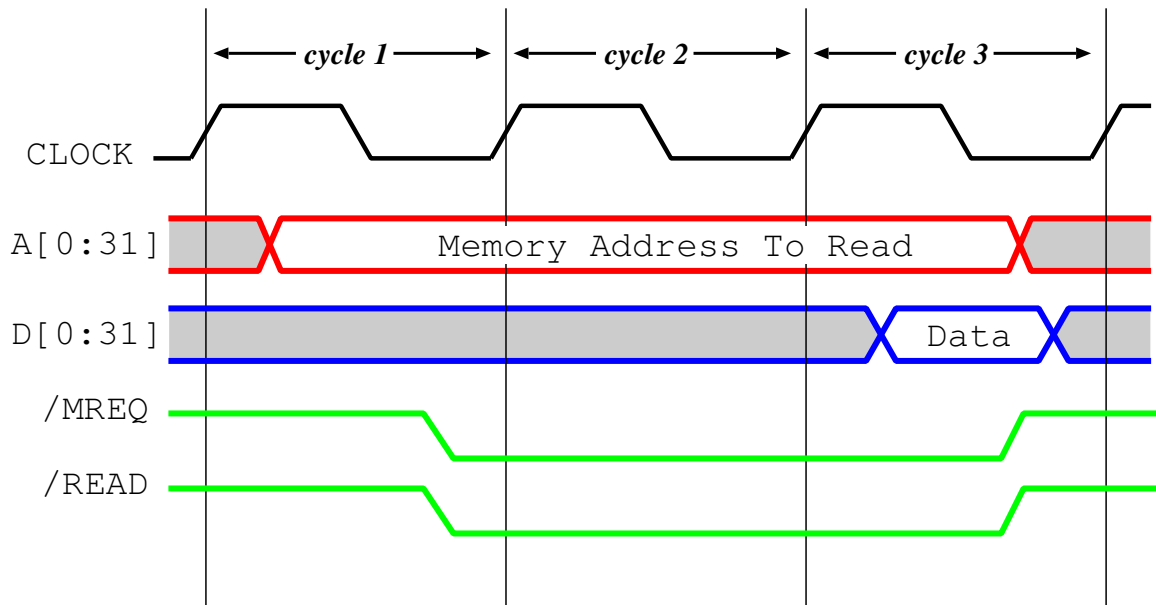 cycle 1
cycle 2
cycle 3
CLOCK
A[0:31]
Memory Address To Read
D[0:31]
Data
/MREQ
/READ